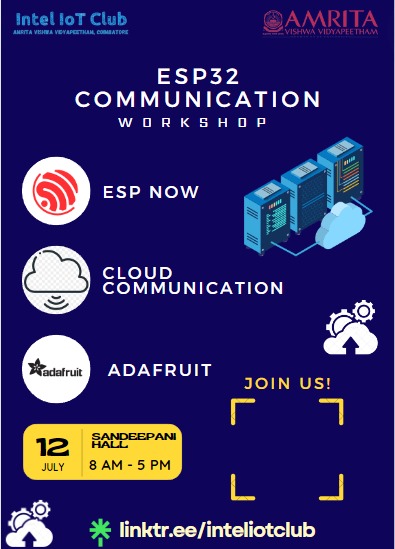 Intel IoT Club
AMRITA VISHWA VIDYAPEETHAM, COIMBATORE
AMRITA
VISHWA VIDYAPEETHAM
ESP32
COMMUNICATION
WORKSHOP
ESP NOW
CLOUD
COMMUNICATION
adafruit
ADAFRUIT
JOIN US!
12
JULY
SANDEEPANI
HALL
8 AM - 5 PM
linktr.ee/inteliotclub